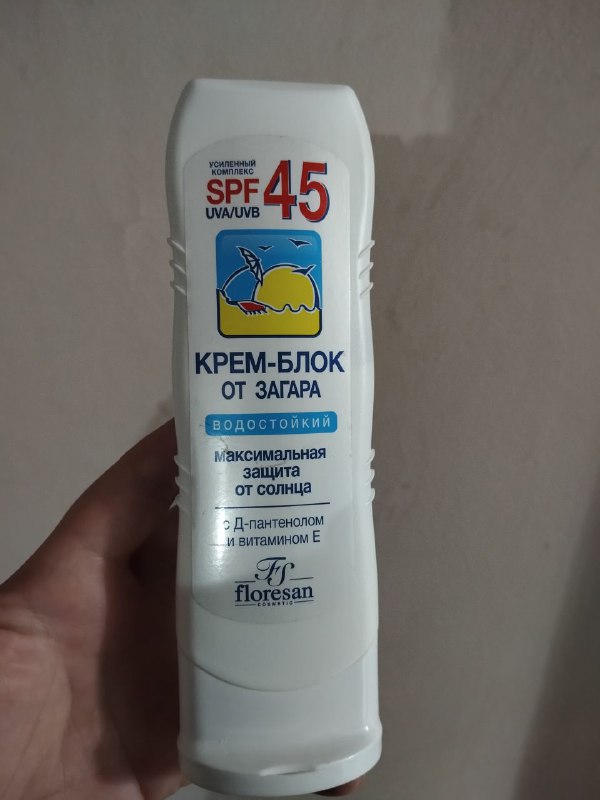 УСИЛЕННЫЙ
КОМПЛЕКС
SPF 45
UVA/UVB
КРЕМ-БЛОК
ОТ ЗАГАРА
ВОДОСТОЙКИЙ
максимальная
защита
от солнца
с Д-пантенолом
и витамином Е
FS
floresan
COSMETIC